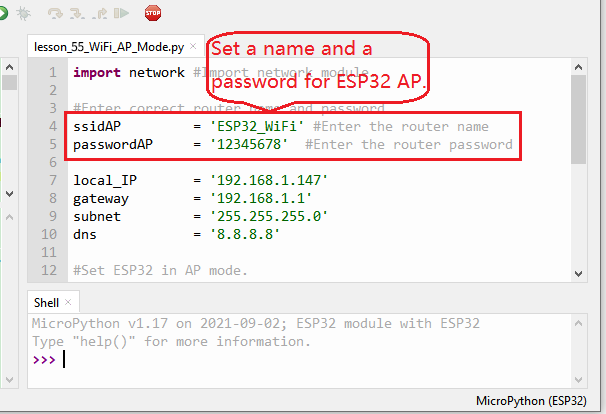 STOP
lesson_55_WiFi_AP_Mode.py
Set a name and a
password for ESP32 AP.
1 import network #Import network module
2
3 #Enter correct router name and password
4 ssidAP = 'ESP32_WiFi' #Enter the router name
5 passwordAP = '12345678' #Enter the router password
6
7 local_IP = '192.168.1.147'
8 gateway = '192.168.1.1'
9 subnet = '255.255.255.0'
10 dns = '8.8.8.8'
11
12 #Set ESP32 in AP mode.
Shell
MicroPython v1.17 on 2021-09-02; ESP32 module with ESP32
Type "help()" for more information.
>>>
MicroPython (ESP32)